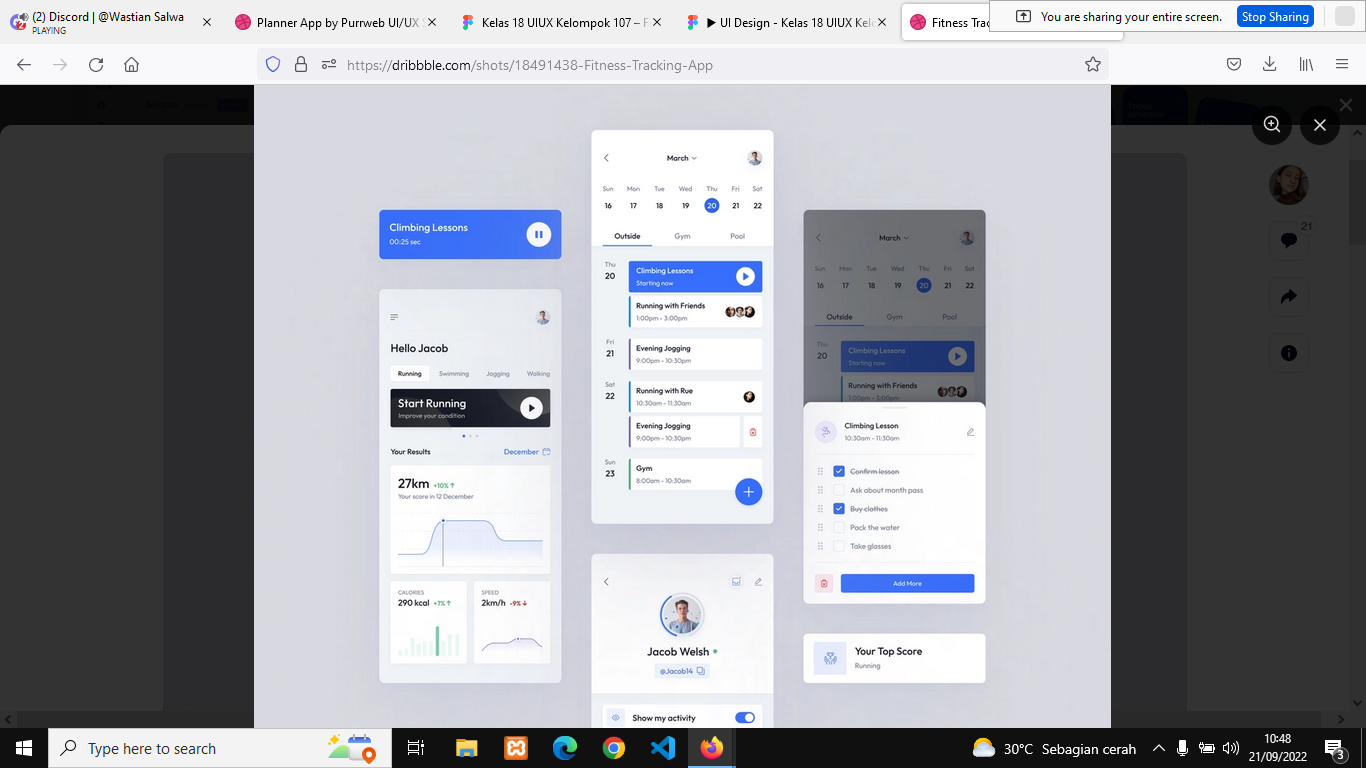 (2) Discord | @Wastian Salwa
PLAYING
Planner App by Purrweb UI/UX S
Kelas 18 UIUX Kelompok 107 – F
▶ UI Design - Kelas 18 UIUX Kelo
Fitness Trac
You are sharing your entire screen.
Stop Sharing
https://dribbble.com/shots/18491438-Fitness-Tracking-App
21
Climbing Lessons
00:25 sec
Hello Jacob
Running Swimming Jogging Walking
Start Running
Improve your condition
Your Results December
27km +10% ↑
Your score in 12 December
CALORIES
290 kcal +7% ↑
SPEED
2km/h -9% ↓
March
Sun Mon Tue Wed Thu Fri Sat
16 17 18 19 20 21 22
Outside Gym Pool
Thu
20
Climbing Lessons
Starting now
Running with Friends
1:00pm - 3:00pm
Fri
21
Evening Jogging
9:00pm - 10:30pm
Sat
22
Running with Rue
10:30am - 11:30am
Evening Jogging
9:00pm - 10:30pm
Sun
23
Gym
8:00am - 10:30am
Jacob Welsh
@Jacob14
Show my activity
March
Sun Mon Tue Wed Thu Fri Sat
16 17 18 19 20 21 22
Outside Gym Pool
Thu
20
Climbing Lessons
Starting now
Running with Friends
1:00pm - 3:00pm
Climbing Lesson
10:30am - 11:30am
Confirm lesson
Ask about month pass
Buy clothes
Pack the water
Take glasses
Add More
Your Top Score
Running
Type here to search
30°C Sebagian cerah
10:48
21/09/2022
3